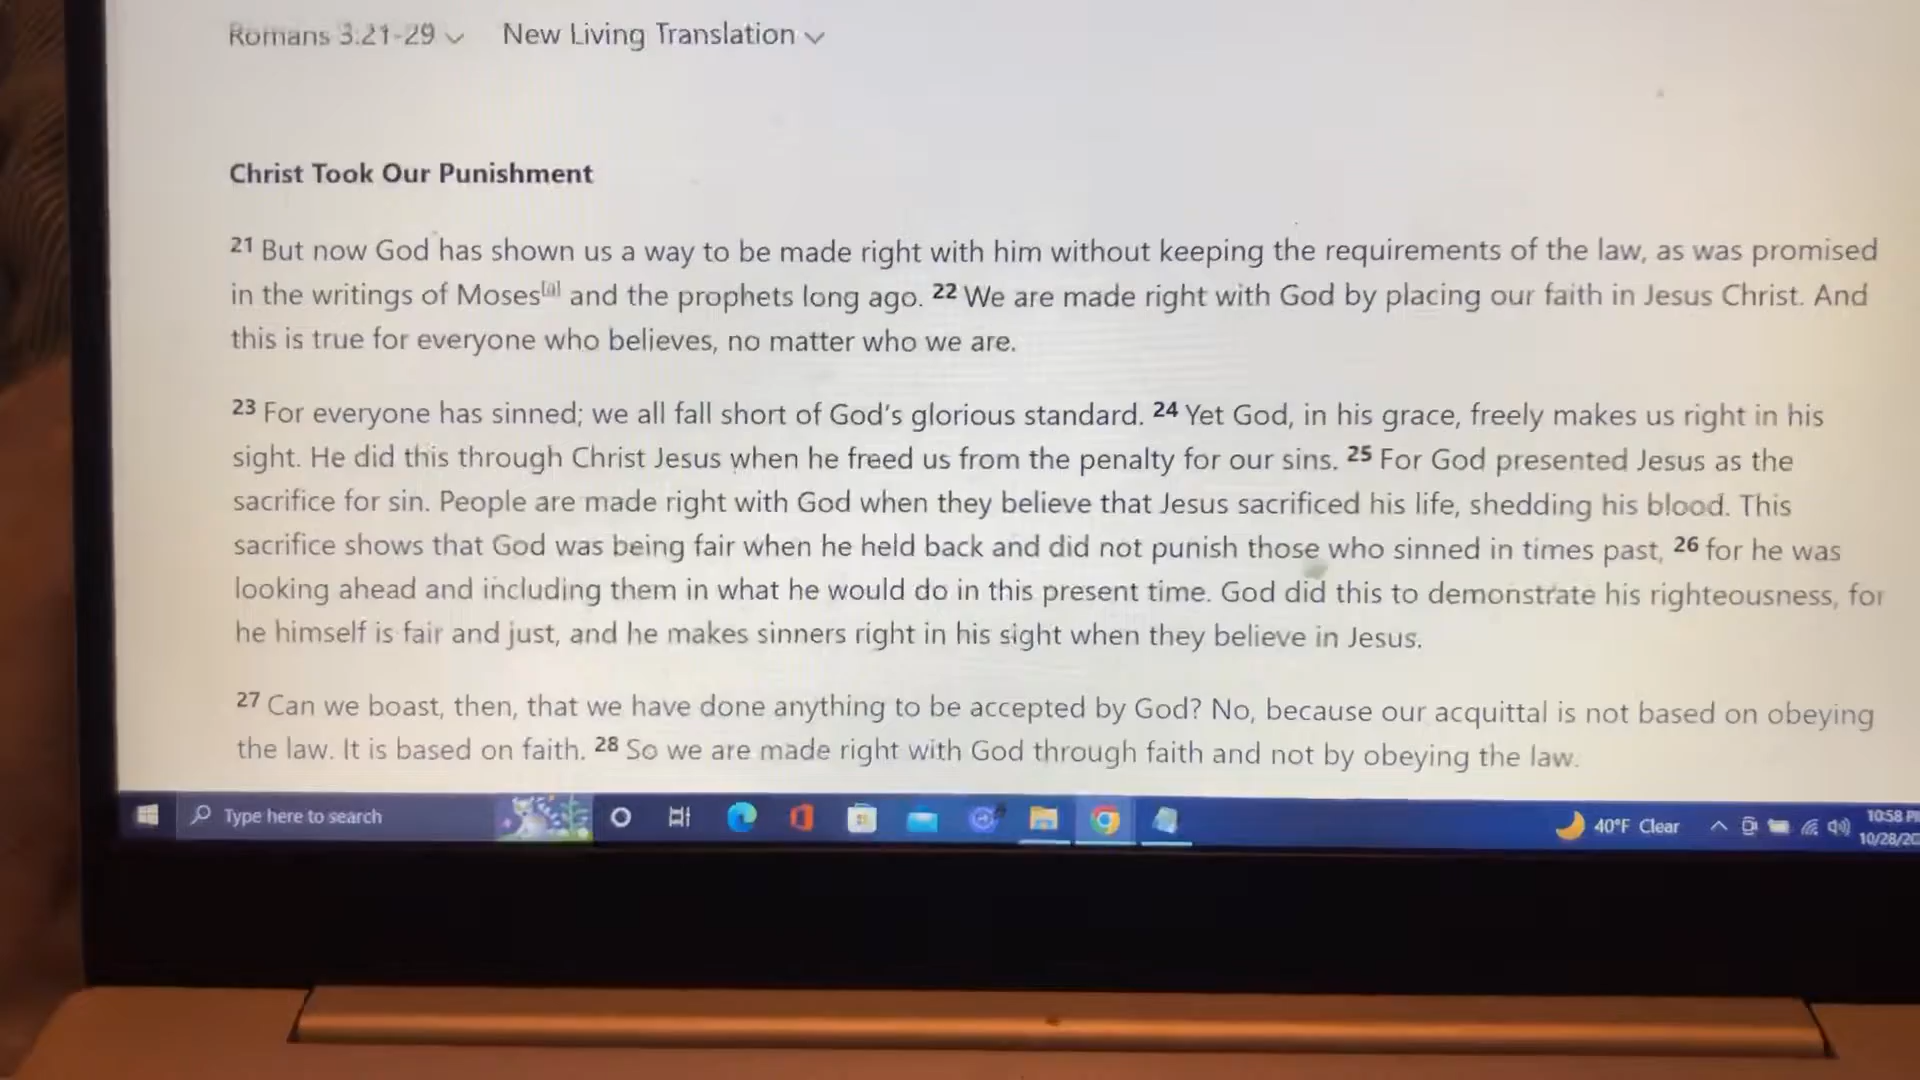 Romans 3:21-29 New Living Translation
Christ Took Our Punishment
21 But now God has shown us a way to be made right with him without keeping the requirements of the law, as was promised
in the writings of Moses[a] and the prophets long ago. 22 We are made right with God by placing our faith in Jesus Christ. And
this is true for everyone who believes, no matter who we are.
23 For everyone has sinned; we all fall short of God's glorious standard. 24 Yet God, in his grace, freely makes us right in his
sight. He did this through Christ Jesus when he freed us from the penalty for our sins. 25 For God presented Jesus as the
sacrifice for sin. People are made right with God when they believe that Jesus sacrificed his life, shedding his blood. This
sacrifice shows that God was being fair when he held back and did not punish those who sinned in times past, 26 for he was
looking ahead and including them in what he would do in this present time. God did this to demonstrate his righteousness, for
he himself is fair and just, and he makes sinners right in his sight when they believe in Jesus.
27 Can we boast, then, that we have done anything to be accepted by God? No, because our acquittal is not based on obeying
the law. It is based on faith. 28 So we are made right with God through faith and not by obeying the law.
Type here to search
40°F Clear
10:58 P
10/28/20